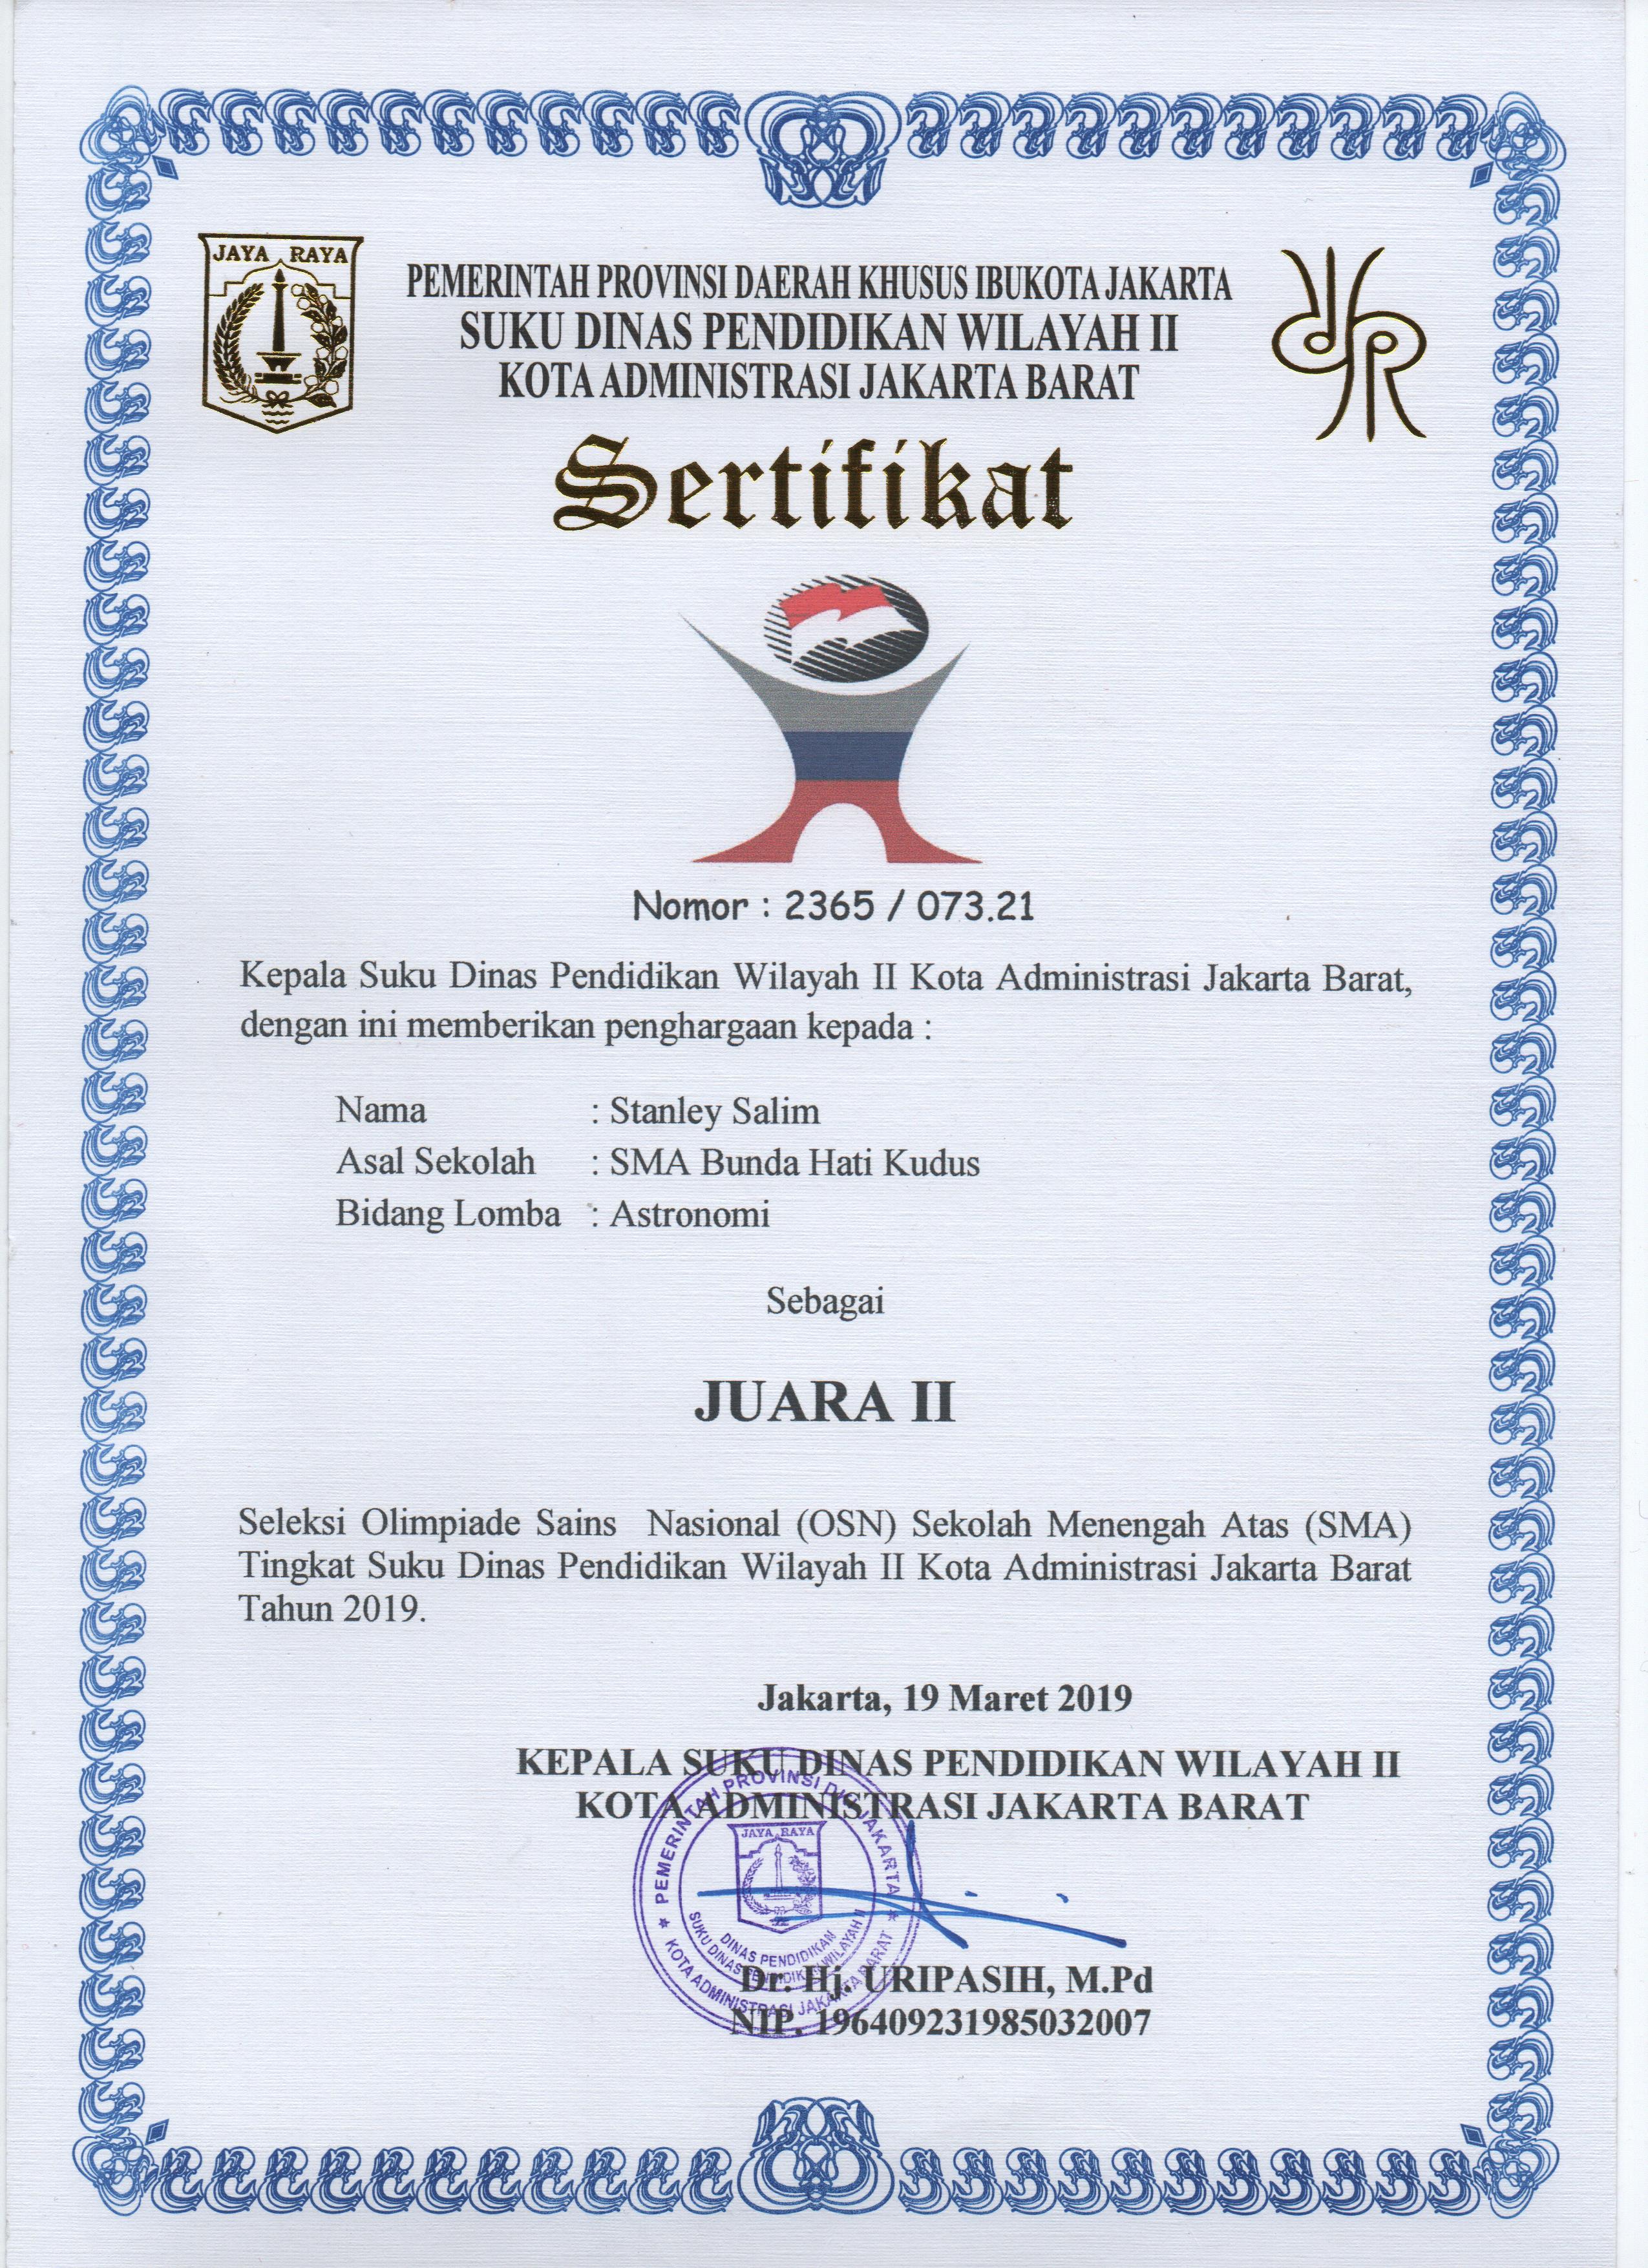 JAYA RAYA
PEMERINTAH PROVINSI DAERAH KHUSUS IBUKOTA JAKARTA
SUKU DINAS PENDIDIKAN WILAYAH II
KOTA ADMINISTRASI JAKARTA BARAT
dp
Sertifikat
Nomor : 2365 / 073.21
Kepala Suku Dinas Pendidikan Wilayah II Kota Administrasi Jakarta Barat,
dengan ini memberikan penghargaan kepada :
Nama : Stanley Salim
Asal Sekolah : SMA Bunda Hati Kudus
Bidang Lomba : Astronomi
Sebagai
JUARA II
Seleksi Olimpiade Sains Nasional (OSN) Sekolah Menengah Atas (SMA)
Tingkat Suku Dinas Pendidikan Wilayah II Kota Administrasi Jakarta Barat
Tahun 2019.
Jakarta, 19 Maret 2019
KEPALA SUKU DINAS PENDIDIKAN WILAYAH II
KOTA ADMINISTRASI JAKARTA BARAT
PEMERINTAH PROVINSI DKI JAKARTA
JAYA RAYA
DINAS PENDIDIKAN
SUKU DINAS PENDIDIKAN WILAYAH II
KOTA ADMINISTRASI JAKARTA BARAT
Dr. Hj. URIPASIH, M.Pd
NIP. 196409231985032007